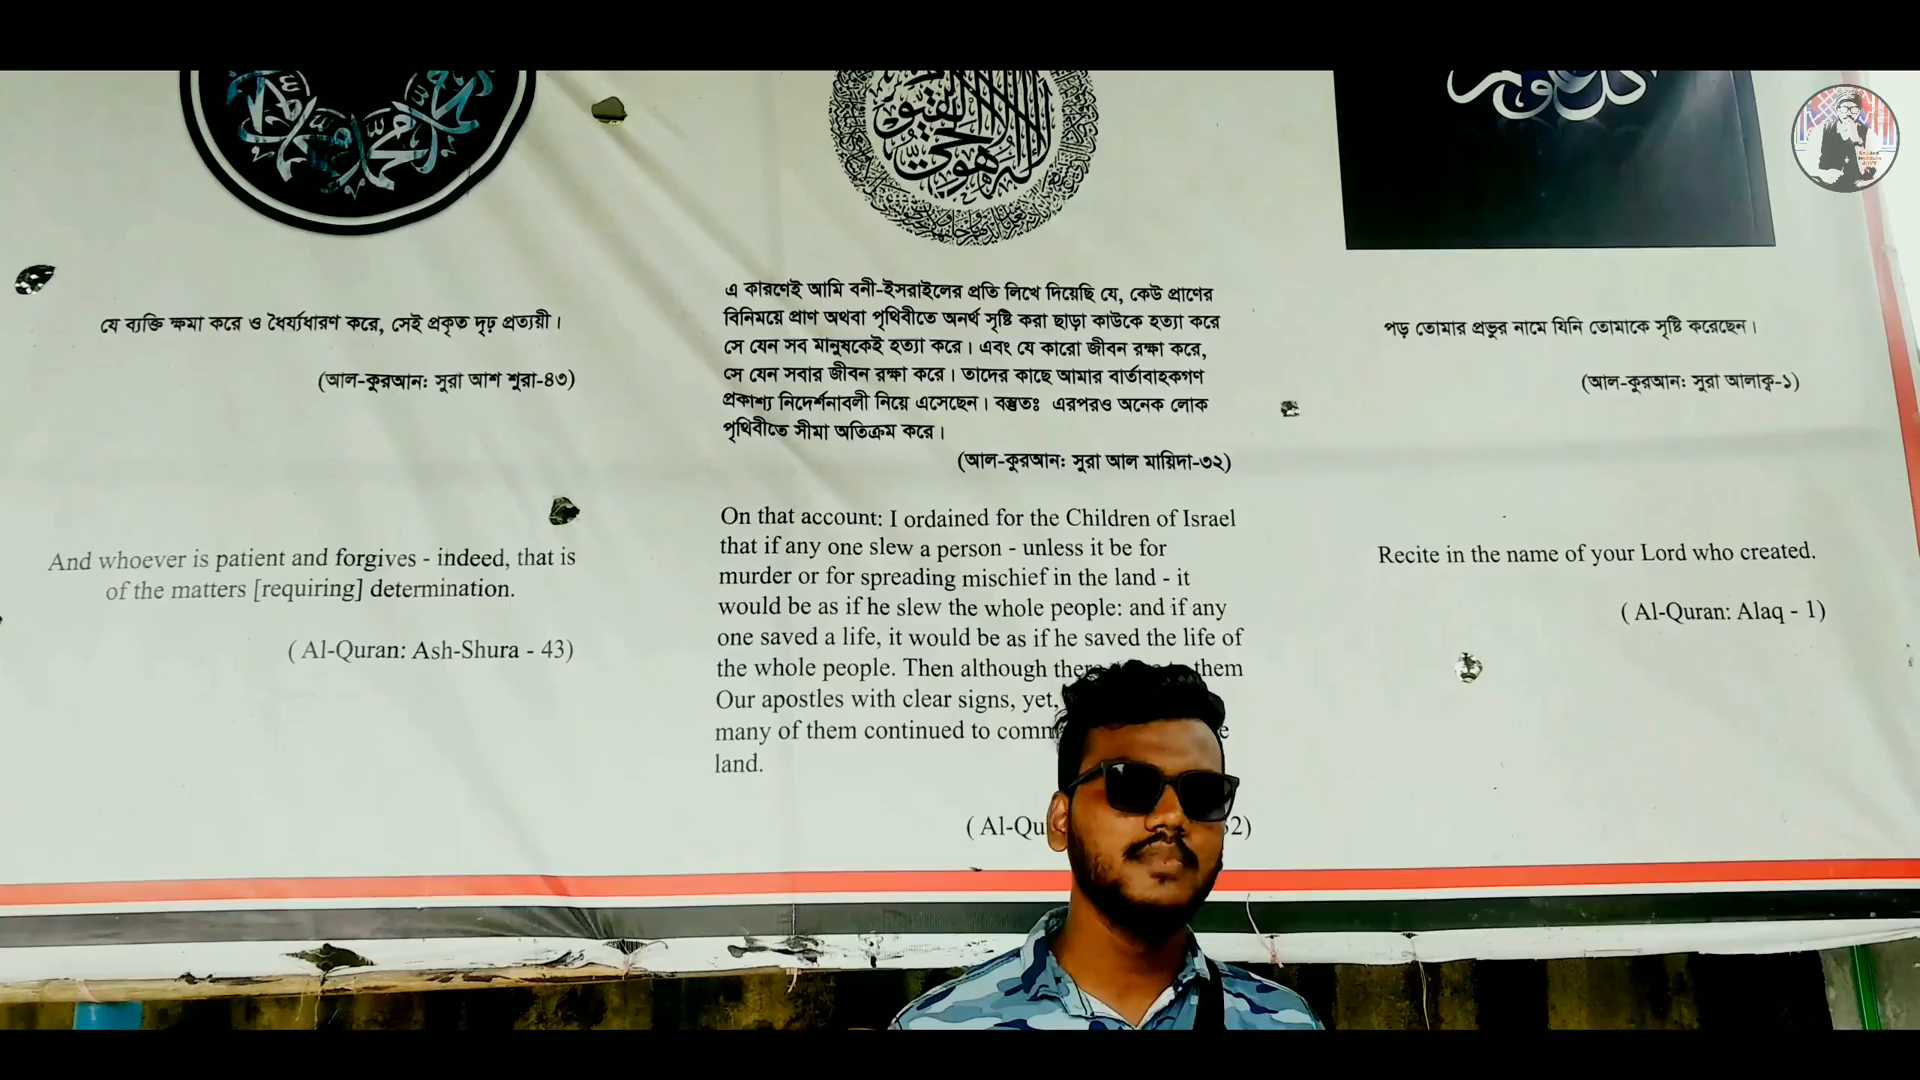 যে ব্যক্তি ক্ষমা করে ও ধৈর্য্যধারণ করে, সেই প্রকৃত দৃঢ় প্রত্যয়ী।
(আল-কুরআন: সুরা আশ শুরা-৪৩)
And whoever is patient and forgives - indeed, that is
of the matters [requiring] determination.
( Al-Quran: Ash-Shura - 43)
এ কারণেই আমি বনী-ইসরাইলের প্রতি লিখে দিয়েছি যে, কেউ প্রাণের
বিনিময়ে প্রাণ অথবা পৃথিবীতে অনর্থ সৃষ্টি করা ছাড়া কাউকে হত্যা করে
সে যেন সব মানুষকেই হত্যা করে। এবং যে কারো জীবন রক্ষা করে,
সে যেন সবার জীবন রক্ষা করে। তাদের কাছে আমার বার্তাবাহকগণ
প্রকাশ্য নিদের্শনাবলী নিয়ে এসেছেন। বস্তুতঃ এরপরও অনেক লোক
পৃথিবীতে সীমা অতিক্রম করে।
(আল-কুরআন: সুরা আল মায়িদা-৩২)
On that account: I ordained for the Children of Israel
that if any one slew a person - unless it be for
murder or for spreading mischief in the land - it
would be as if he slew the whole people: and if any
one saved a life, it would be as if he saved the life of
the whole people. Then although them
Our apostles with clear signs, yet,
many of them continued to
land.
( Al-Qu 2)
পড় তোমার প্রভুর নামে যিনি তোমাকে সৃষ্টি করেছেন।
(আল-কুরআন: সুরা আলাক্ব-১)
Recite in the name of your Lord who created.
( Al-Quran: Alaq - 1)